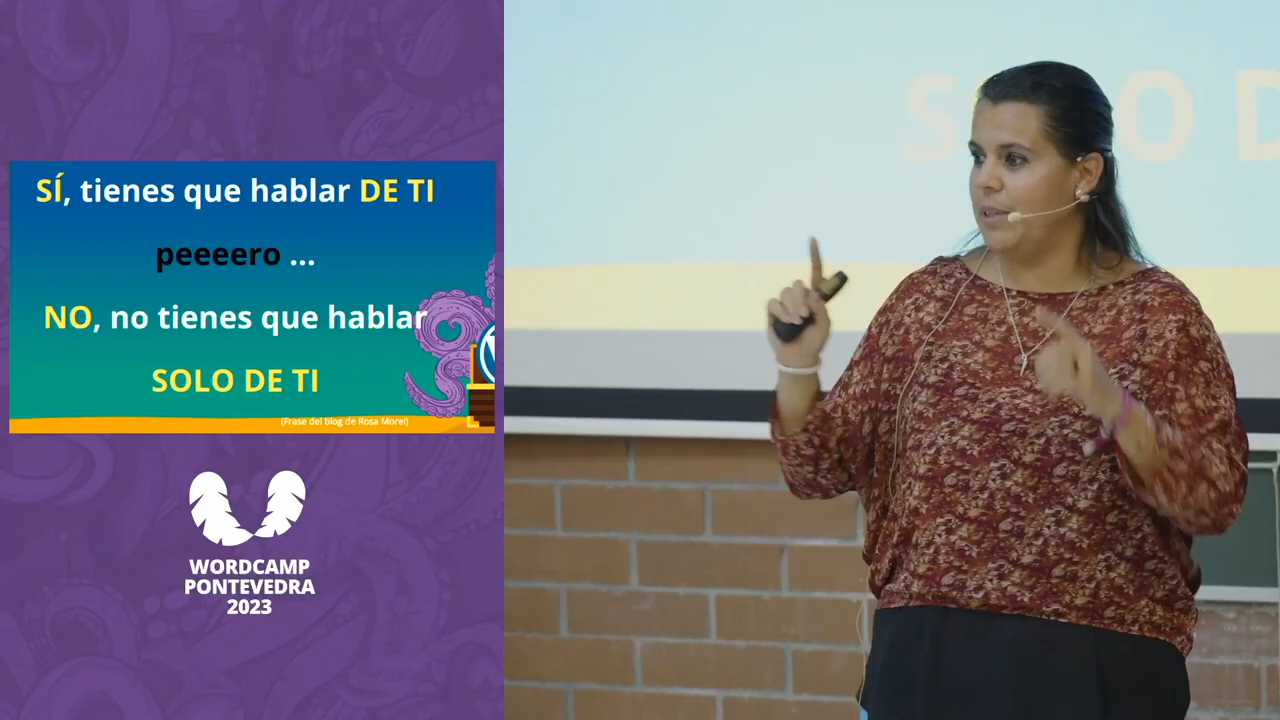 SÍ, tienes que hablar DE TI
peeeero ...
NO, no tienes que hablar
SOLO DE TI
(Frase del blog de Rosa Morel)
WORDCAMP
PONTEVEDRA
2023